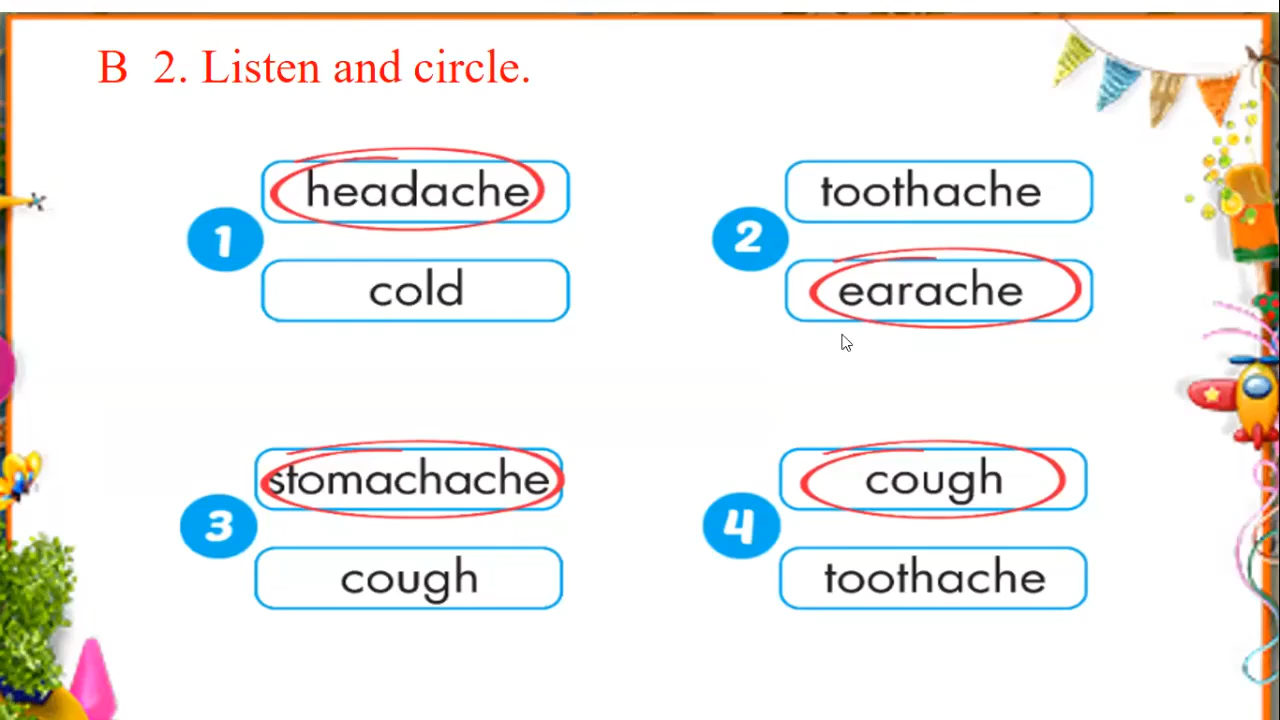 B 2. Listen and circle.
1
headache
cold
2
toothache
earache
3
stomachache
cough
4
cough
toothache